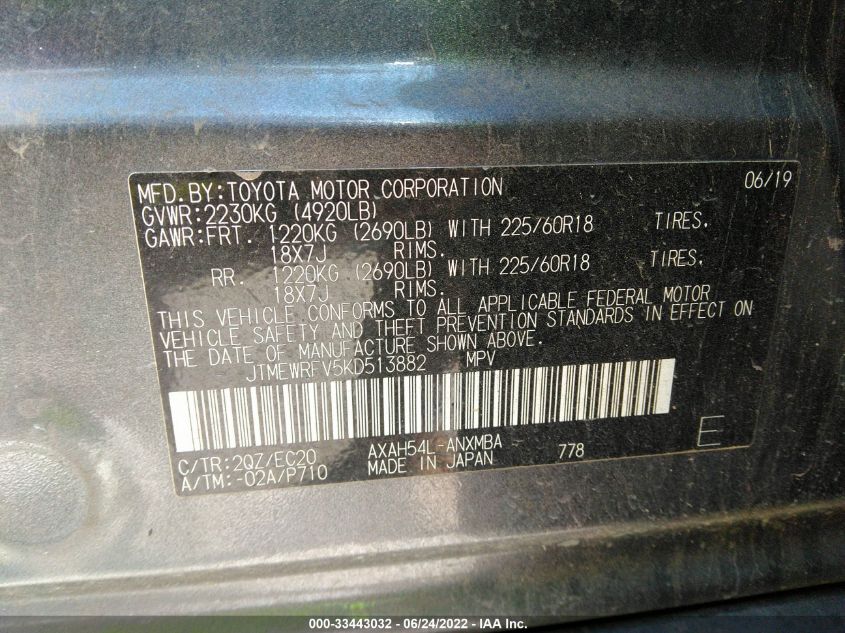 MFD.BY:TOYOTA MOTOR CORPORATION 06/19
GVWR:2230KG (4920LB)
GAWR:FRT. 1220KG (2690LB) WITH 225/60R18 TIRES,
18X7J RIMS.
RR. 1220KG (2690LB) WITH 225/60R18 TIRES,
18X7J RIMS.
THIS VEHICLE CONFORMS TO ALL APPLICABLE FEDERAL MOTOR
VEHICLE SAFETY AND THEFT PREVENTION STANDARDS IN EFFECT ON
THE DATE OF MANUFACTURE SHOWN ABOVE.
JTMEWRFV5KD513882 MPV
C/TR:2QZ/EC20 AXAH54L-ANXMBA 778 E
A/TM:-02A/P710 MADE IN JAPAN
000-33443032 - 06/24/2022 - IAA Inc.